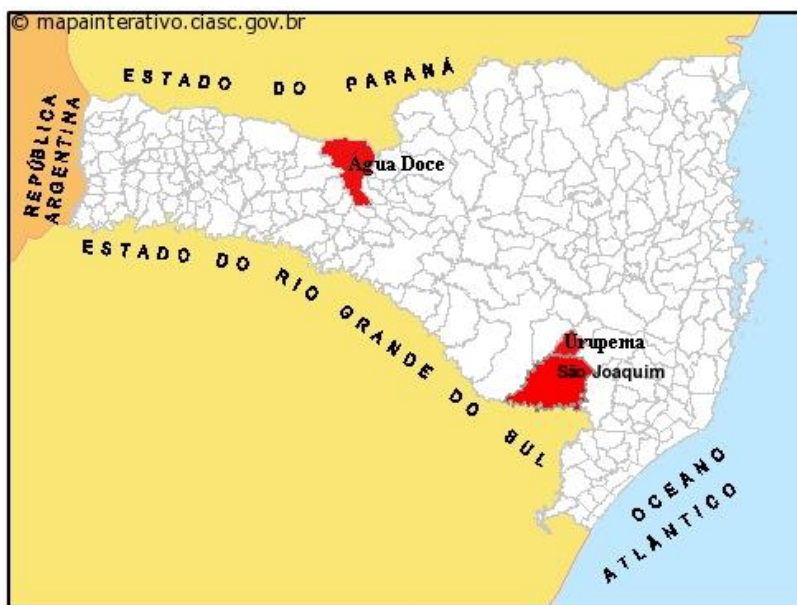 © mapainterativo.ciasc.gov.br
ESTADO DO PARANÁ
REPÚBLICA
ARGENTINA
Água Doce
ESTADO DO RIO GRANDE DO SUL
Urupema
São Joaquim
OCEANO
ATLÂNTICO